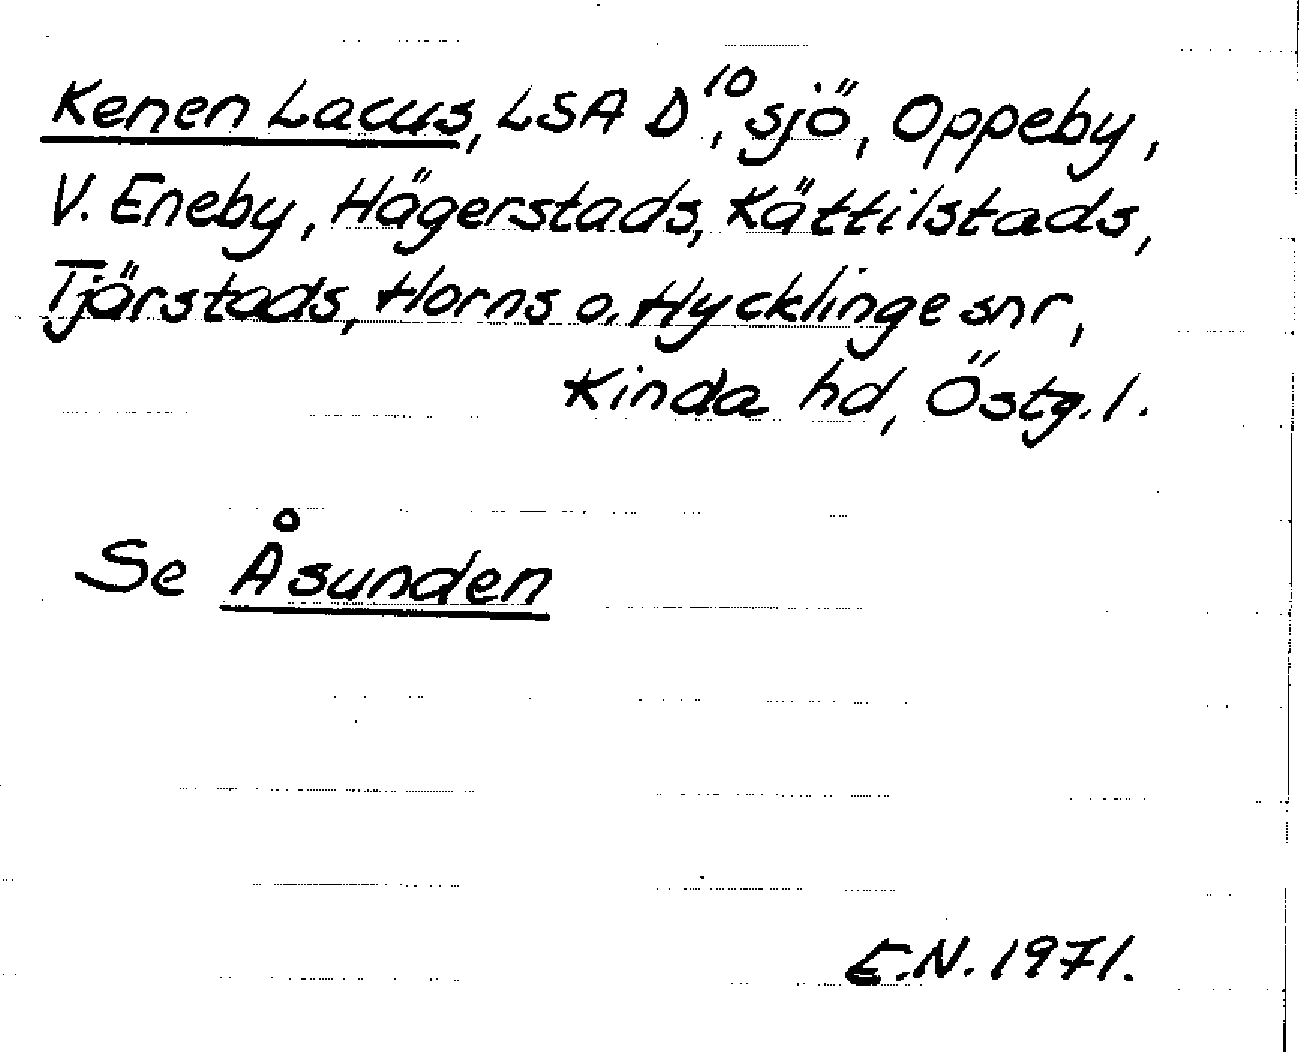 Kenen Lacus, LSA D¹⁰, sjö, Oppeby,
V. Eneby, Hägerstads, Kättilstads,
Tjärstads, Horns o. Hycklinge snr,
Kinda hd, Östg. l.
Se Åsunden
E.N. 1971.